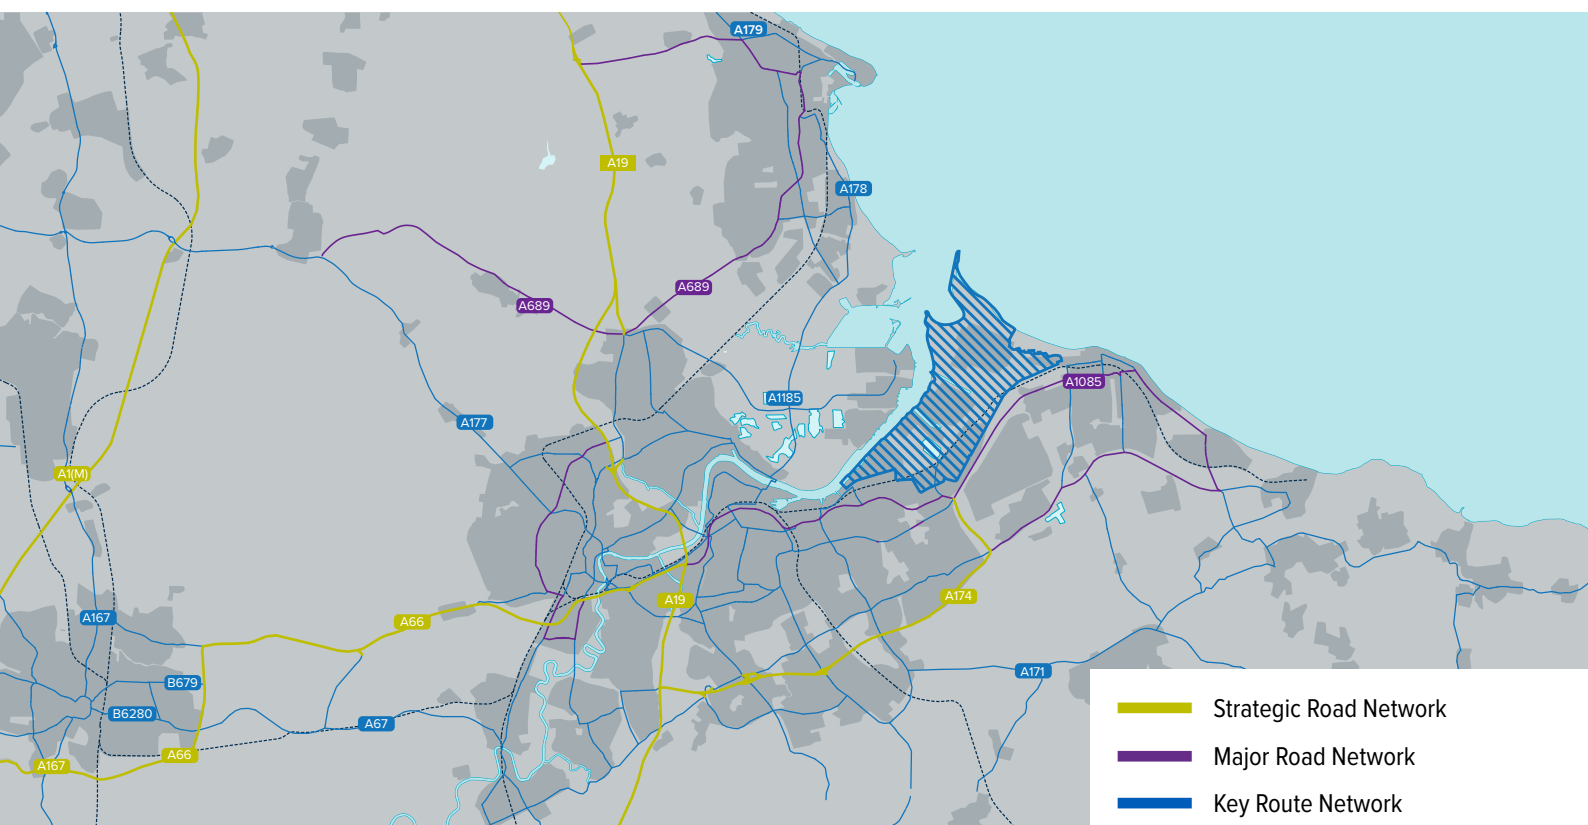 A179
A19
A178
A689
A689
A1085
A1185
A177
A1(M)
A174
A19
A167
A66
A171
B679
B6280
A67
A66
A167
Strategic Road Network
Major Road Network
Key Route Network